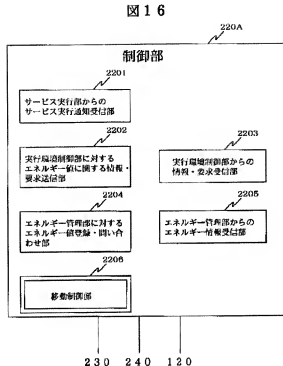 図16
220A
制御部
2201
サービス実行部からの
サービス実行通知受信部
2202
実行環境制御部に対する
エネルギー値に関する情報・
要求送信部
2203
実行環境制御部からの
情報・要求受信部
2204
エネルギー管理部に対する
エネルギー値登録・問い合
わせ部
2205
エネルギー管理部からの
エネルギー情報受信部
2206
移動制御部
230 240 120